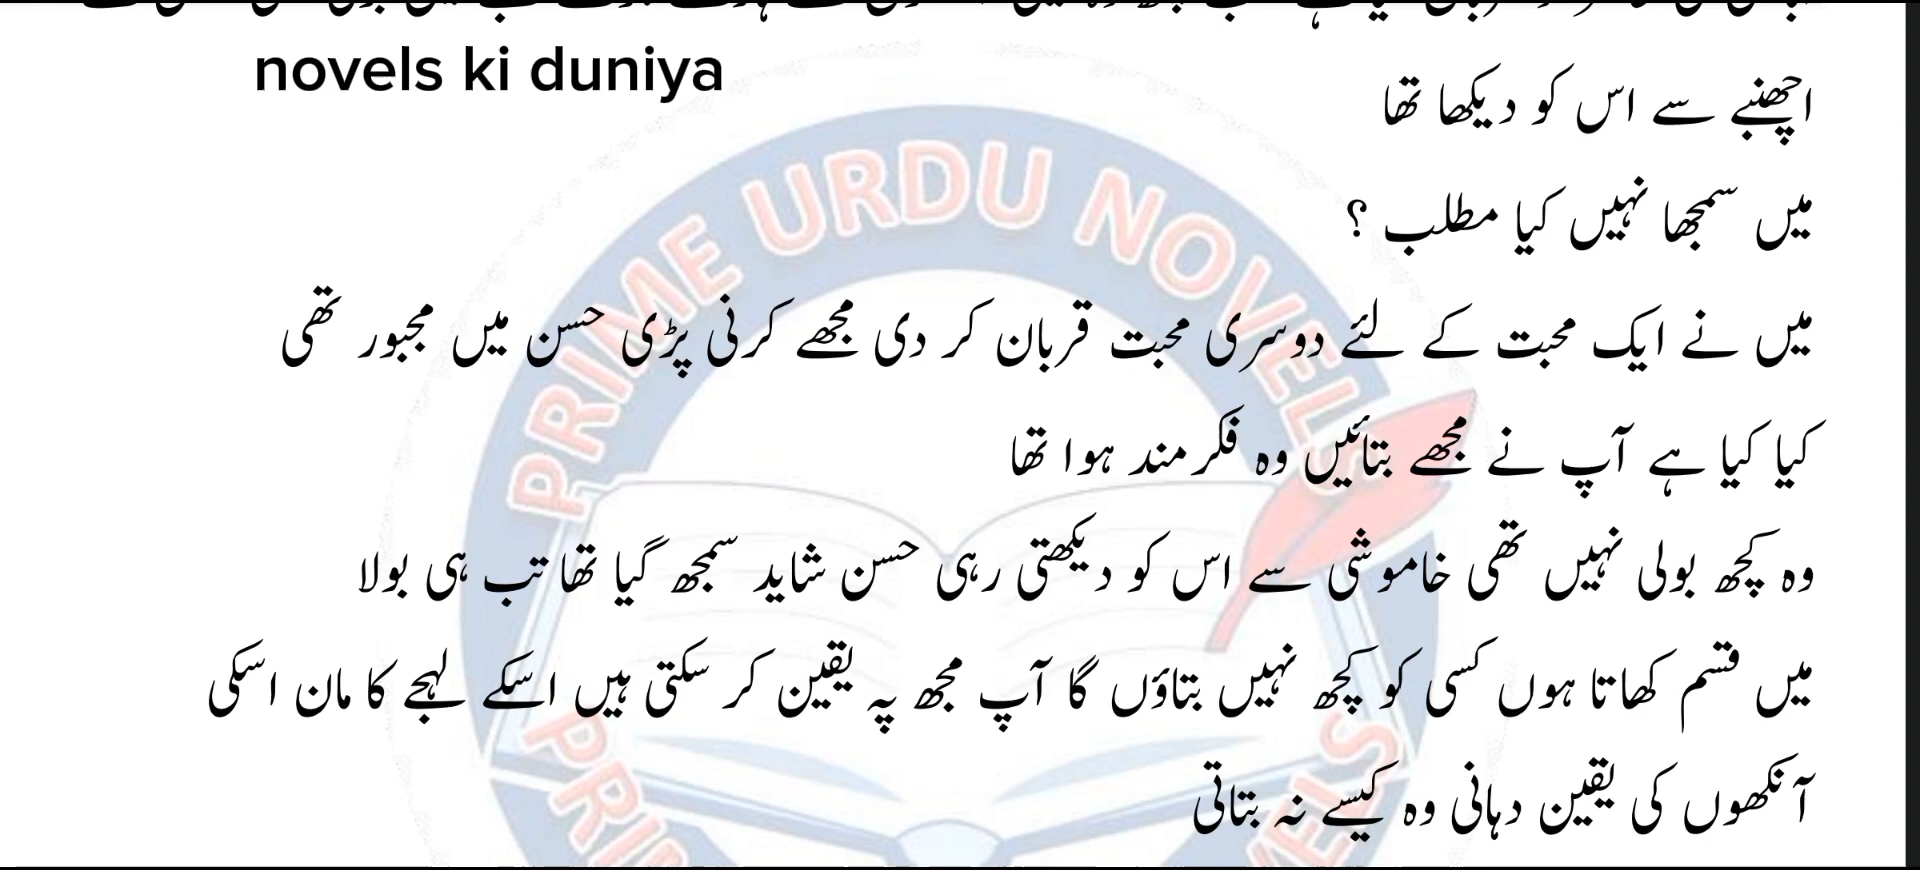 novels ki duniya
اچھنبے سے اس کو دیکھا تھا
میں سمجھا نہیں کیا مطلب ؟
میں نے ایک محبت کے لئے دوسری محبت قربان کر دی مجھے کرنی پڑی حسن میں مجبور تھی
کیا کیا ہے آپ نے مجھے بتائیں وہ فکر مند ہوا تھا
وہ کچھ بولی نہیں تھی خاموشی سے اس کو دیکھتی رہی حسن شاید سمجھ گیا تھا تب ہی بولا
میں قسم کھاتا ہوں کسی کو کچھ نہیں بتاؤں گا آپ مجھ پہ یقین کر سکتی ہیں اسکے لہجے کا مان اسکی
آنکھوں کی یقین دہانی وہ کیسے نہ بتاتی
PRIME URDU NOVELS